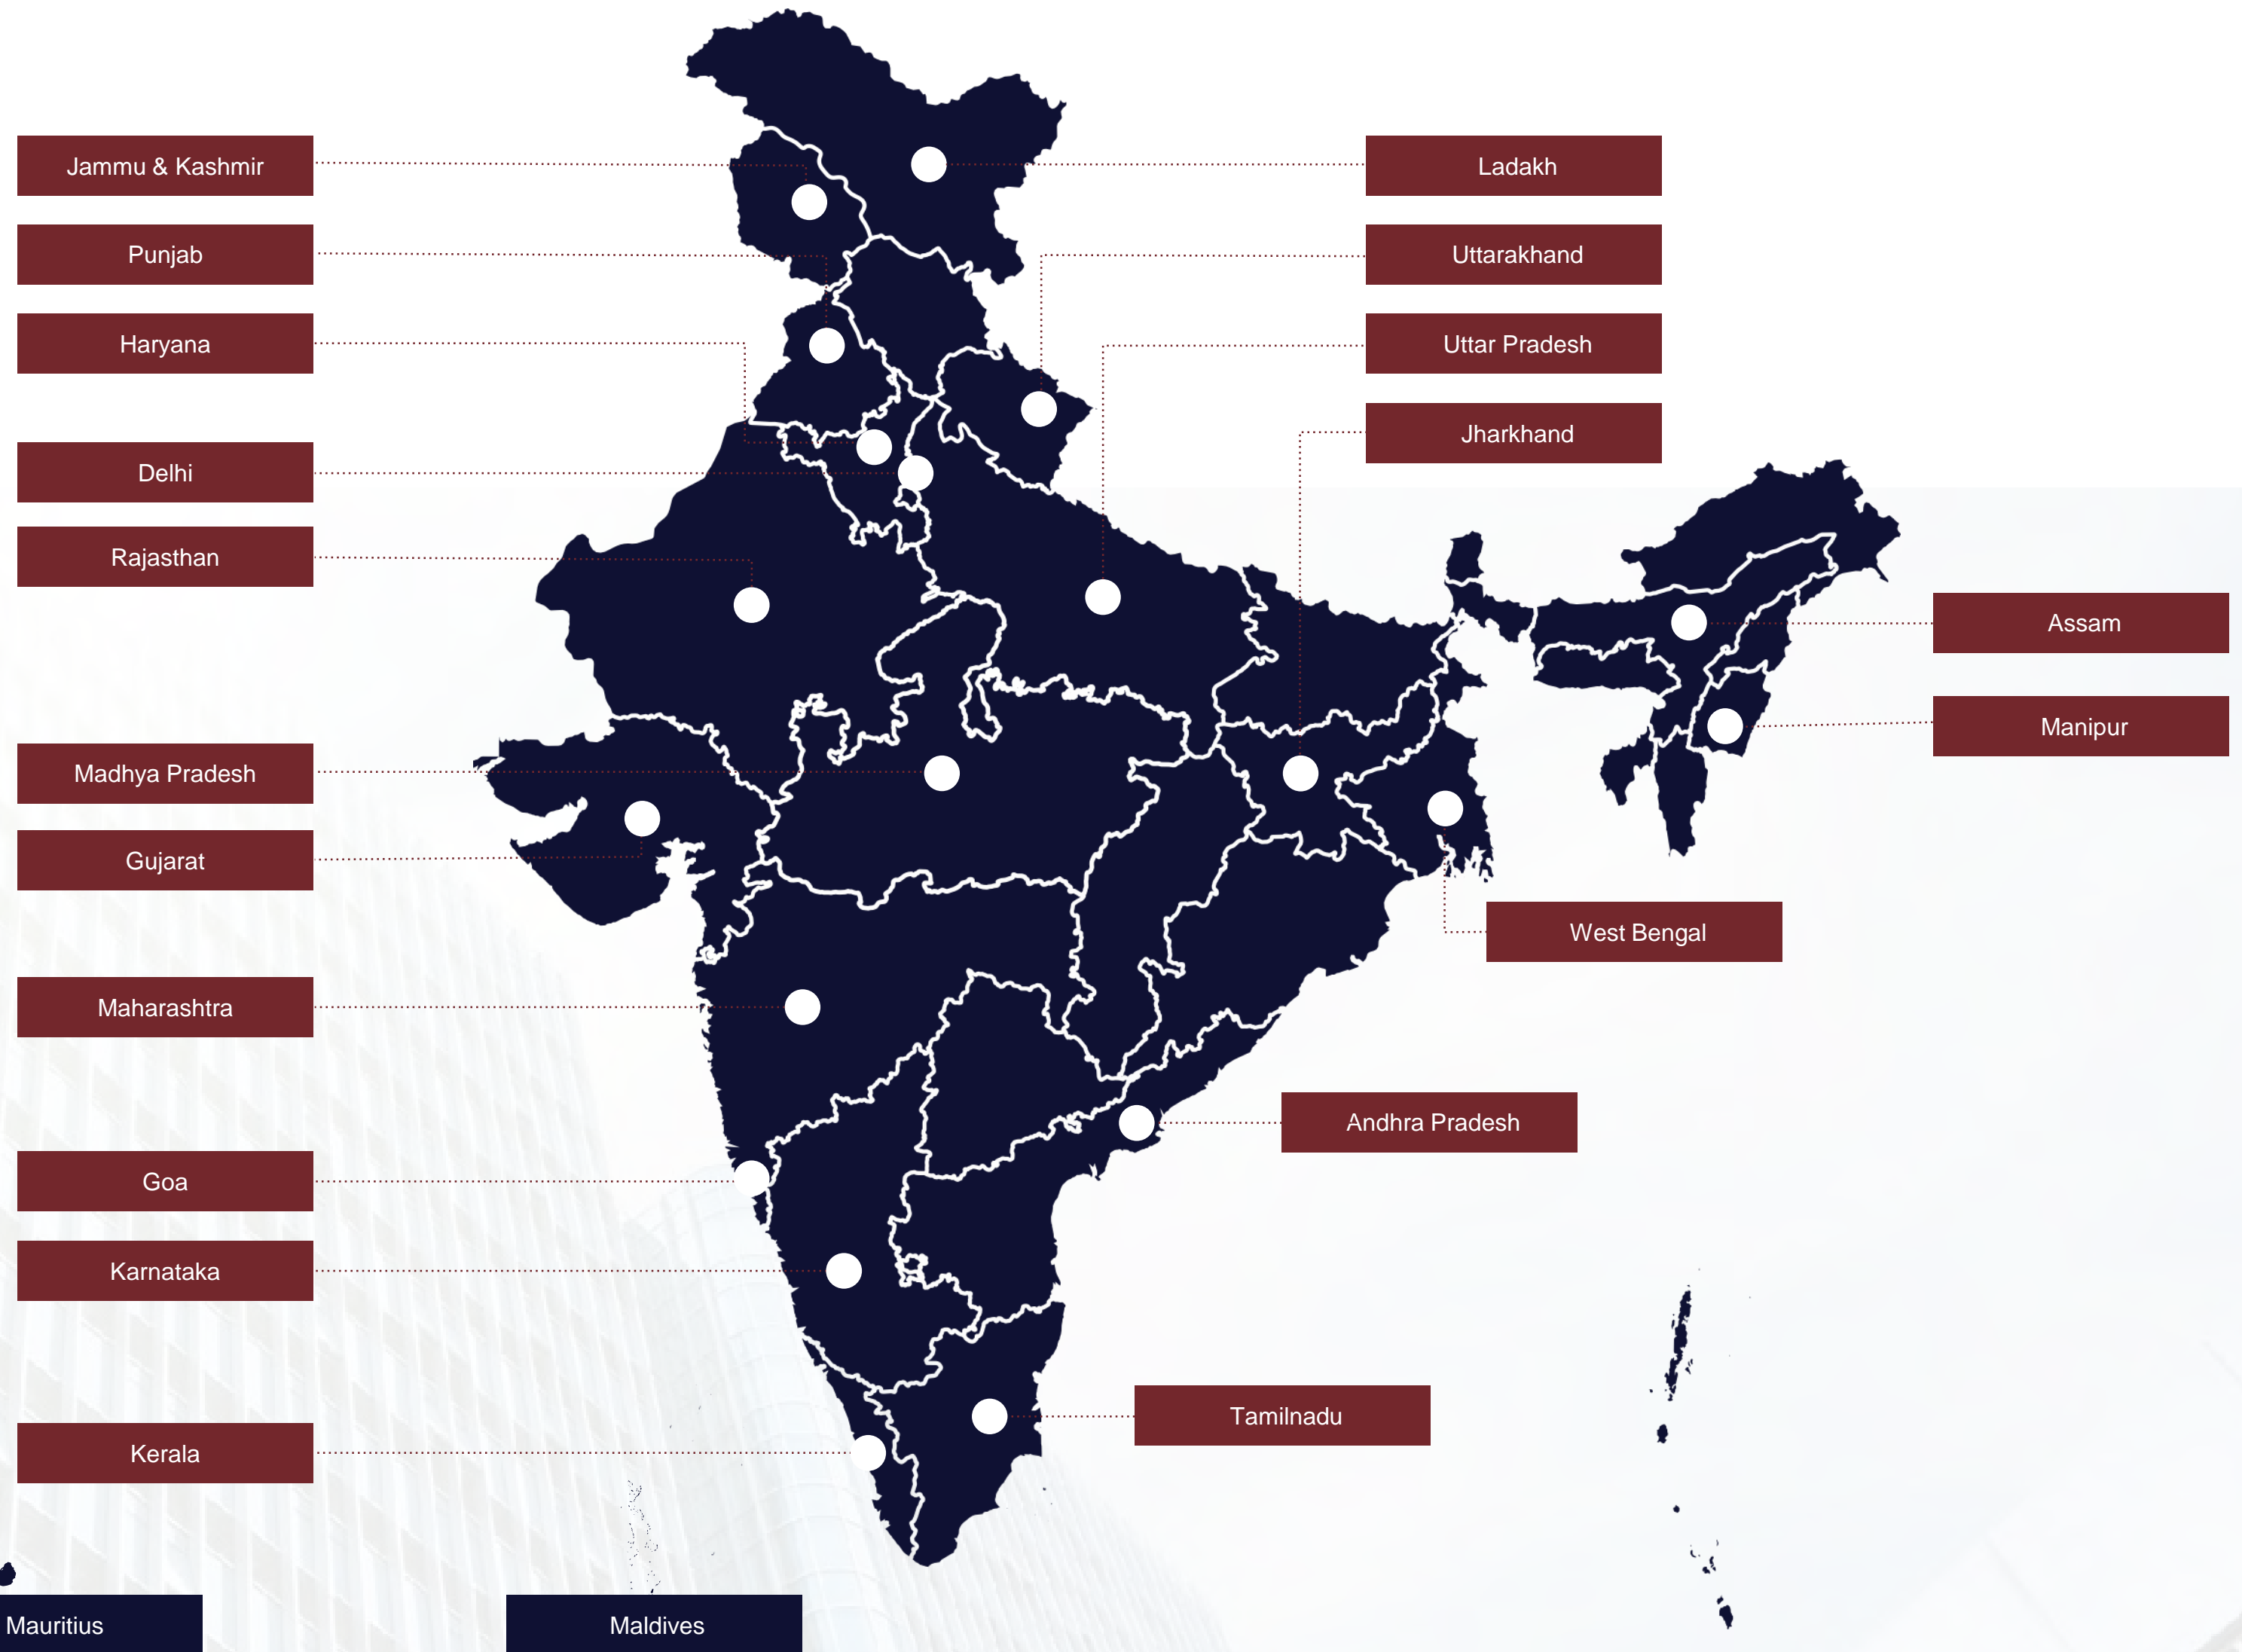 Jammu & Kashmir
Ladakh
Punjab
Uttarakhand
Haryana
Uttar Pradesh
Jharkhand
Delhi
Rajasthan
Assam
Manipur
Madhya Pradesh
Gujarat
West Bengal
Maharashtra
Andhra Pradesh
Goa
Karnataka
Tamilnadu
Kerala
Mauritius
Maldives